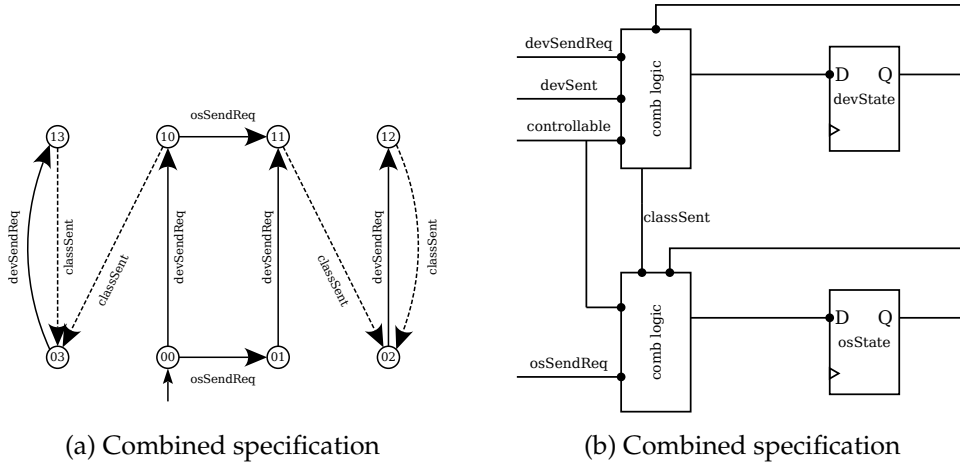 13
10
osSendReq
11
12
devSendReq
classSent
classSent
devSendReq
devSendReq
classSent
devSendReq
classSent
03
00
osSendReq
01
02
(a) Combined specification
devSendReq
devSent
controllable
comb logic
D Q
devState
classSent
osSendReq
comb logic
D Q
osState
(b) Combined specification